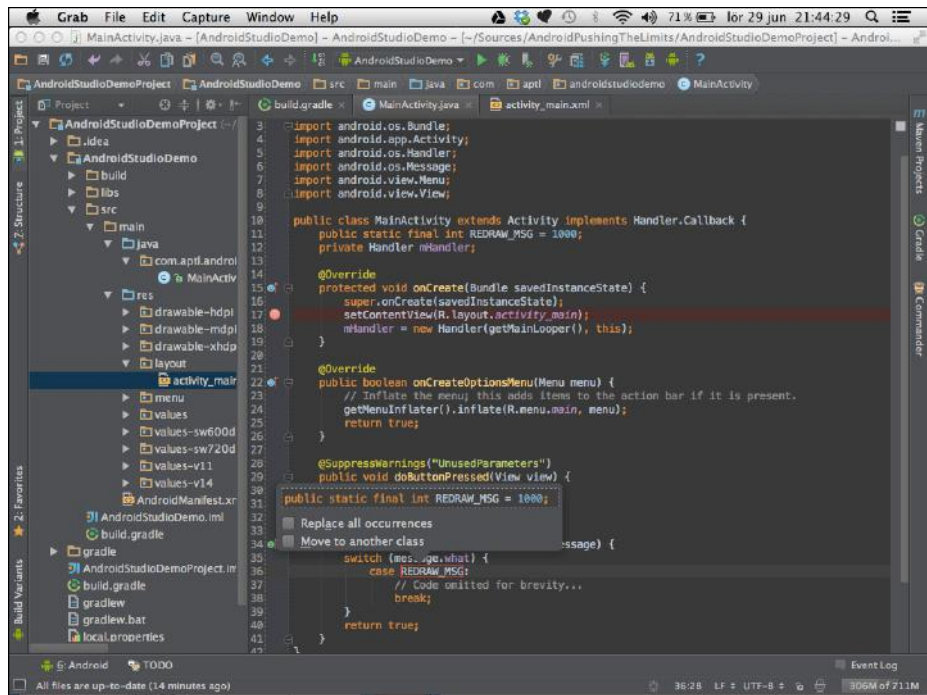 Grab File Edit Capture Window Help 71% lör 29 jun 21:44:29
MainActivity.java - [AndroidStudioDemo] - AndroidStudioDemo - [~/Sources/AndroidPushingTheLimits/AndroidStudioDemoProject] - Androi...
AndroidStudioDemo
AndroidStudioDemoProject AndroidStudioDemo src main java com aptl androidstudiodemo MainActivity
Project build.gradle MainActivity.java activity_main.xml
1: Project
Z: Structure
2: Favorites
Build Variants
AndroidStudioDemoProject (~/
.idea
AndroidStudioDemo
build
libs
src
main
java
com.aptl.androi
MainActiv
res
drawable-hdpi
drawable-mdpi
drawable-xhdp
layout
activity_mair
menu
values
values-sw600d
values-sw720d
values-v11
values-v14
AndroidManifest.xr
AndroidStudioDemo.iml
build.gradle
gradle
AndroidStudioDemoProject.im
build.gradle
gradlew
gradlew.bat
local.properties
3 import android.os.Bundle;
4 import android.app.Activity;
5 import android.os.Handler;
6 import android.os.Message;
7 import android.view.Menu;
8 import android.view.View;
9
10 public class MainActivity extends Activity implements Handler.Callback {
11 public static final int REDRAW_MSG = 1000;
12 private Handler mHandler;
13
14 @Override
15 protected void onCreate(Bundle savedInstanceState) {
16 super.onCreate(savedInstanceState);
17 setContentView(R.layout.activity_main);
18 mHandler = new Handler(getMainLooper(), this);
19 }
20
21 @Override
22 public boolean onCreateOptionsMenu(Menu menu) {
23 // Inflate the menu; this adds items to the action bar if it is present.
24 getMenuInflater().inflate(R.menu.main, menu);
25 return true;
26 }
27
28 @SuppressWarnings("UnusedParameters")
29 public void doButtonPressed(View view) {
30
31 public static final int REDRAW_MSG = 1000;
32
33 Replace all occurrences
34 Move to another class ssage) {
35 switch (message.what) {
36 case REDRAW_MSG:
37 // Code omitted for brevity...
38 break;
39 }
40 return true;
41 }
42 }
Maven Projects
Gradle
Commander
6: Android TODO Event Log
All files are up-to-date (14 minutes ago) 36:28 LF UTF-8 306M of 711M